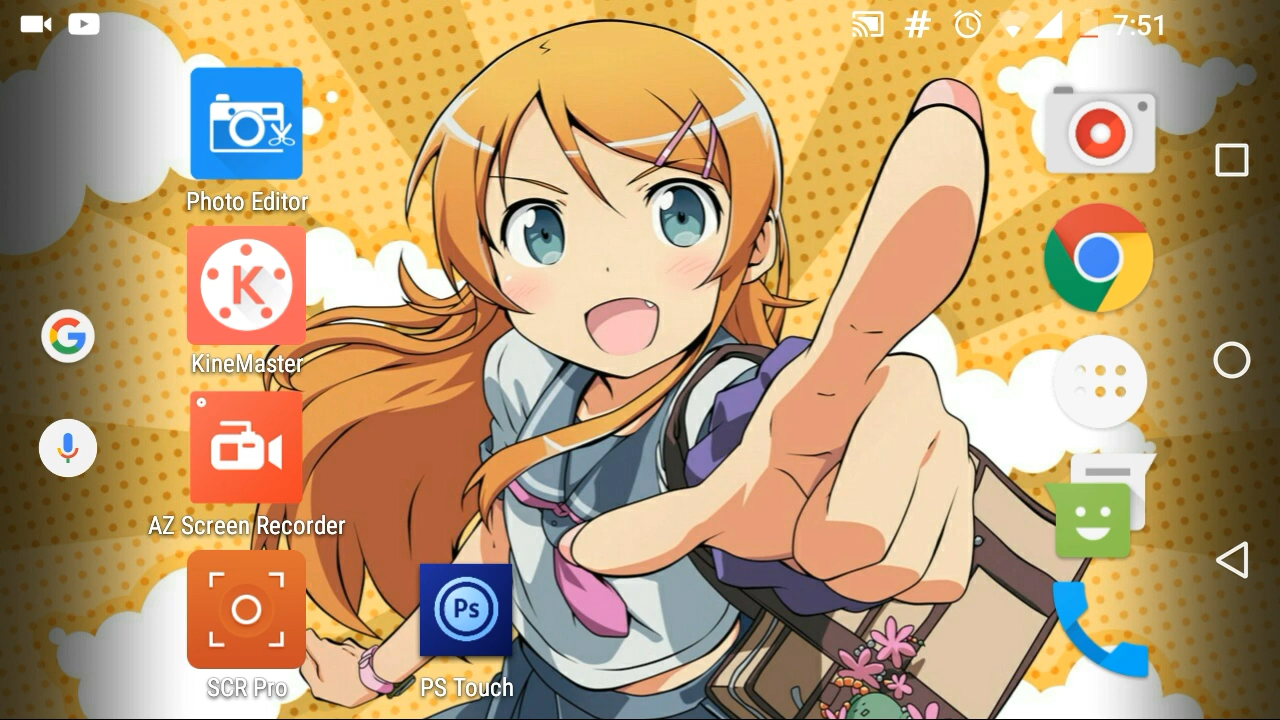 # 7:51
Photo Editor
K
KineMaster
AZ Screen Recorder
Ps
SCR Pro
PS Touch